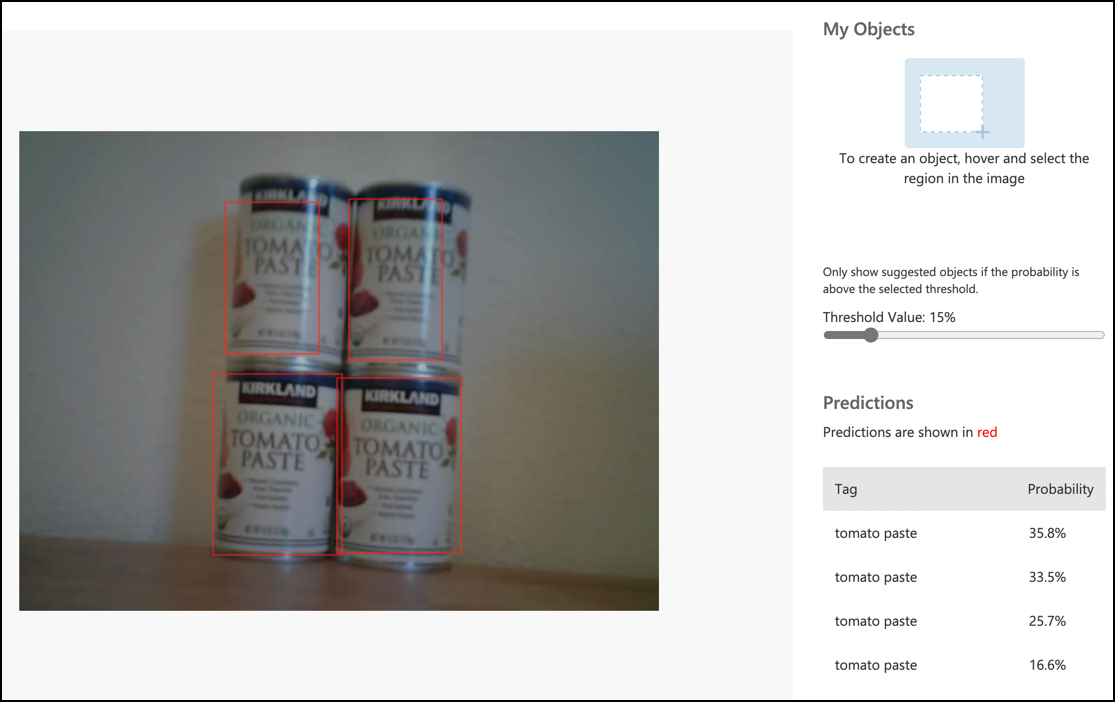 My Objects
To create an object, hover and select the
region in the image
Only show suggested objects if the probability is
above the selected threshold.
Threshold Value: 15%
Predictions
Predictions are shown in red
Tag Probability
tomato paste 35.8%
tomato paste 33.5%
tomato paste 25.7%
tomato paste 16.6%
KIRKLAND
ORGANIC
TOMATO
PASTE
KIRKLAND
ORGANIC
TOMATO
PASTE
KIRKLAND
ORGANIC
TOMATO
PASTE
KIRKLAND
ORGANIC
TOMATO
PASTE